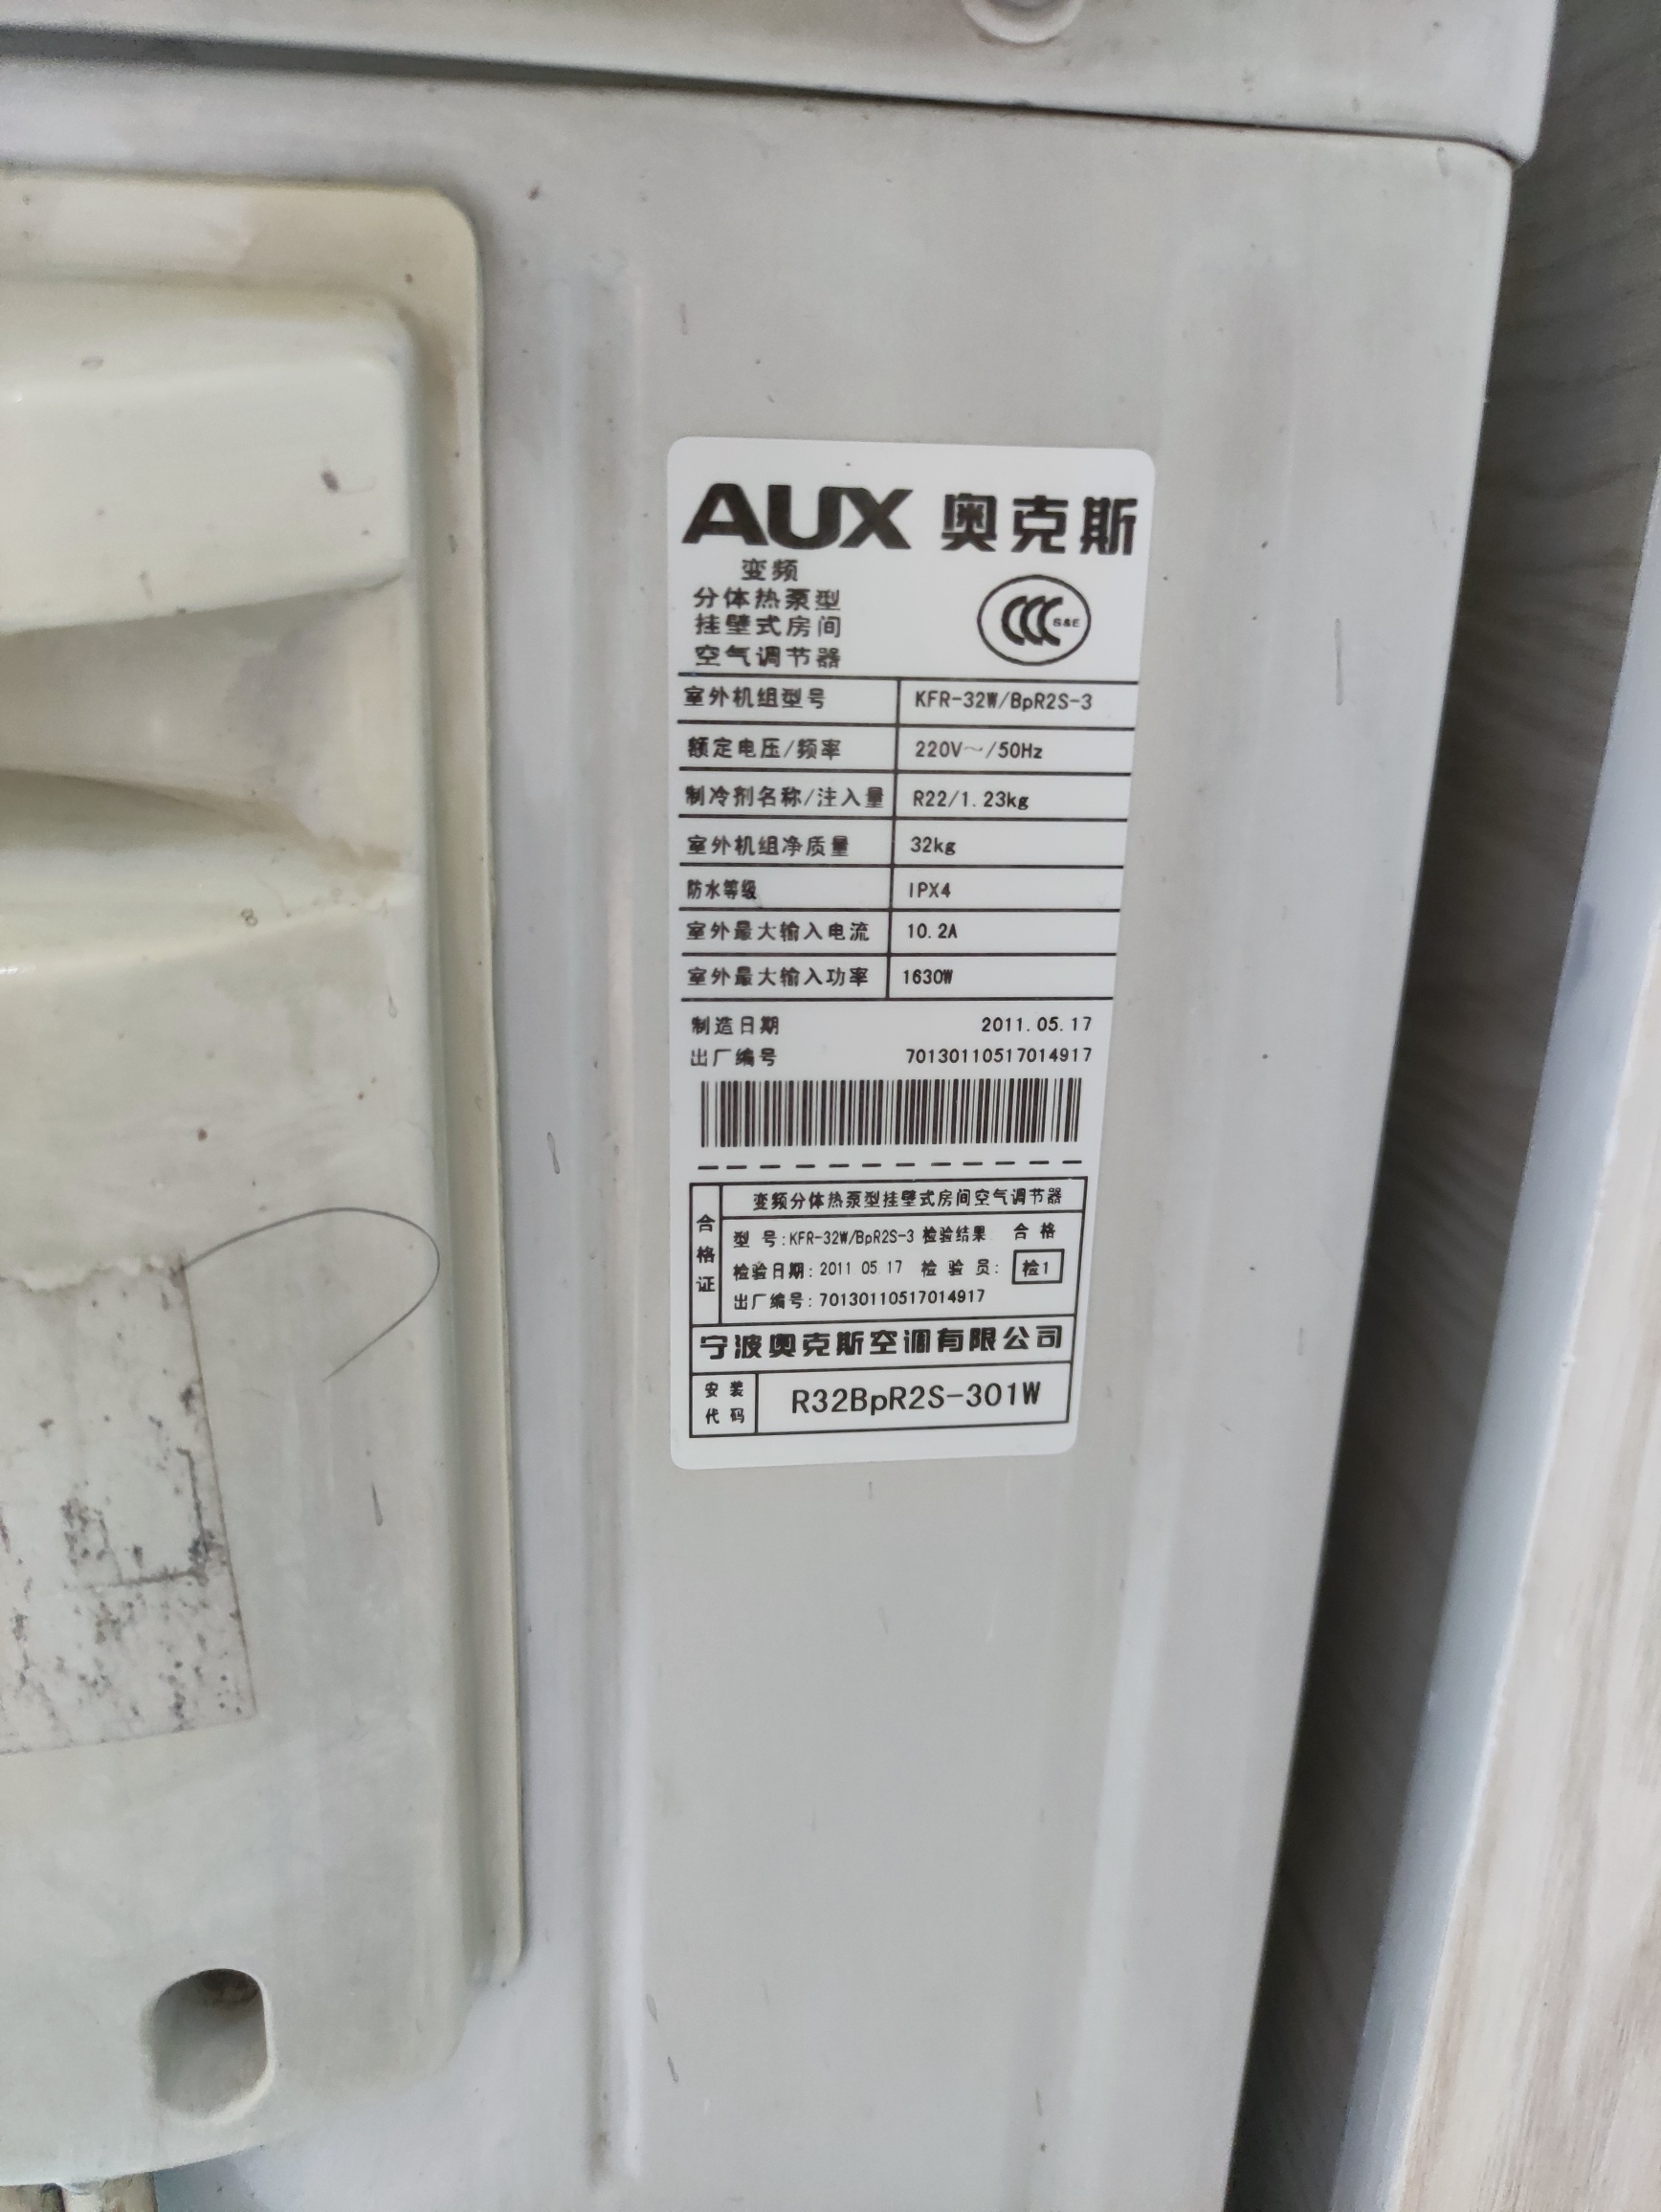 AUX 奥克斯
变频
分体热泵型
挂壁式房间
空气调节器
S&E
室外机组型号 KFR-32W/BpR2S-3
额定电压/频率 220V～/50Hz
制冷剂名称/注入量 R22/1.23kg
室外机组净质量 32kg
防水等级 IPX4
室外最大输入电流 10.2A
室外最大输入功率 1630W
制造日期 2011.05.17
出厂编号 70130110517014917
合格证
变频分体热泵型挂壁式房间空气调节器
型 号:KFR-32W/BpR2S-3 检验结果 合 格
检验日期:2011 05 17 检 验 员: 检1
出厂编号:70130110517014917
宁波奥克斯空调有限公司
安装代码 R32BpR2S-301W